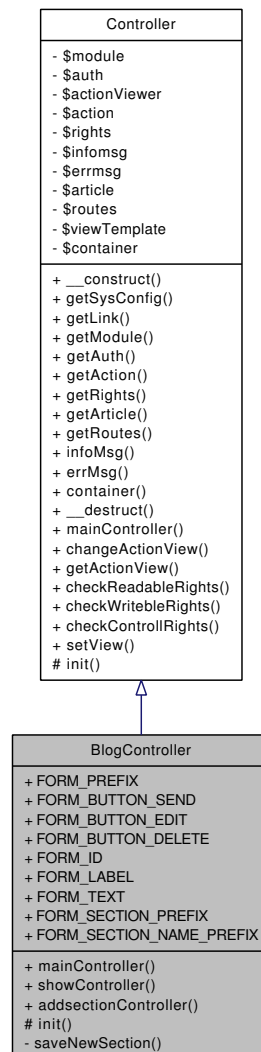 Controller
- $module
- $auth
- $actionViewer
- $action
- $rights
- $infomsg
- $errmsg
- $article
- $routes
- $viewTemplate
- $container
+ __construct()
+ getSysConfig()
+ getLink()
+ getModule()
+ getAuth()
+ getAction()
+ getRights()
+ getArticle()
+ getRoutes()
+ infoMsg()
+ errMsg()
+ container()
+ __destruct()
+ mainController()
+ changeActionView()
+ getActionView()
+ checkReadableRights()
+ checkWritebleRights()
+ checkControllRights()
+ setView()
# init()
BlogController
+ FORM_PREFIX
+ FORM_BUTTON_SEND
+ FORM_BUTTON_EDIT
+ FORM_BUTTON_DELETE
+ FORM_ID
+ FORM_LABEL
+ FORM_TEXT
+ FORM_SECTION_PREFIX
+ FORM_SECTION_NAME_PREFIX
+ mainController()
+ showController()
+ addsectionController()
# init()
- saveNewSection()